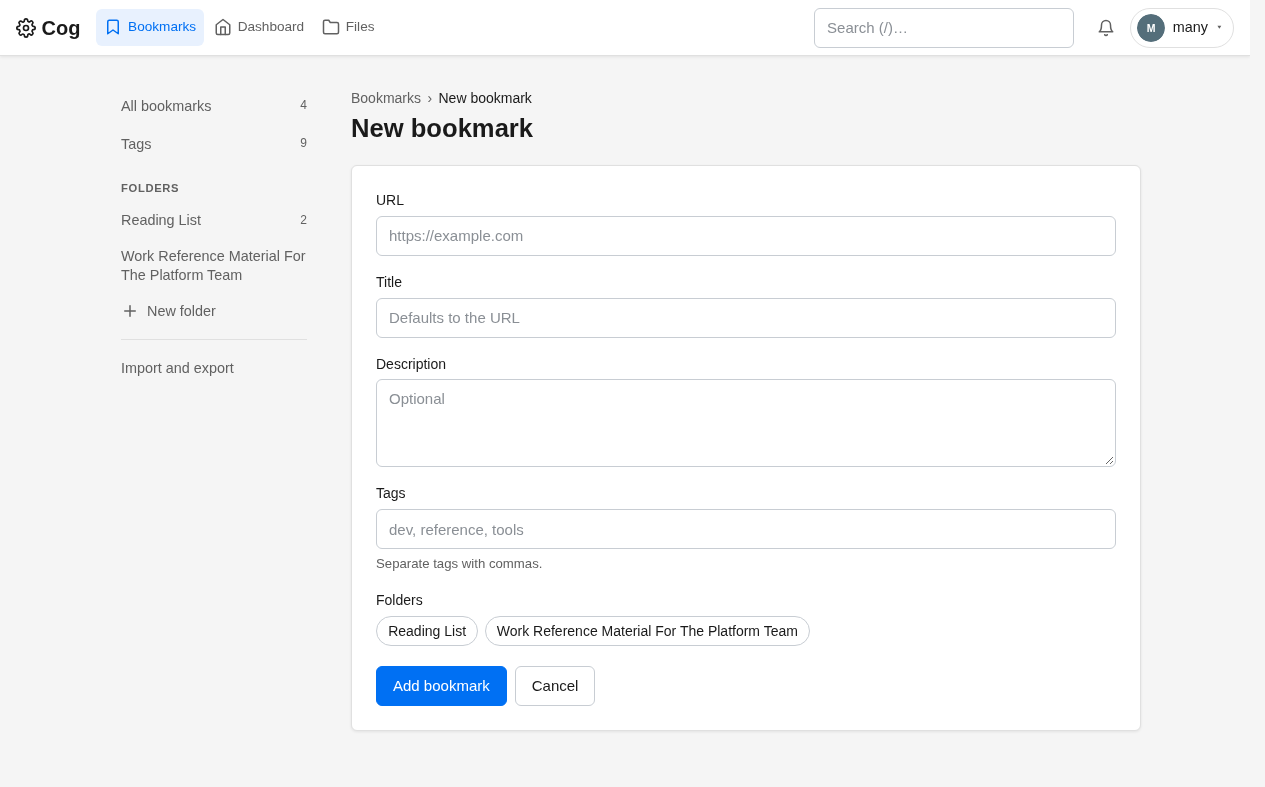 Cog
Bookmarks
Dashboard
Files
Search (/)…
M
many
All bookmarks 4
Tags 9
FOLDERS
Reading List 2
Work Reference Material For
The Platform Team
New folder
Import and export
Bookmarks › New bookmark
New bookmark
URL
https://example.com
Title
Defaults to the URL
Description
Optional
Tags
dev, reference, tools
Separate tags with commas.
Folders
Reading List
Work Reference Material For The Platform Team
Add bookmark
Cancel